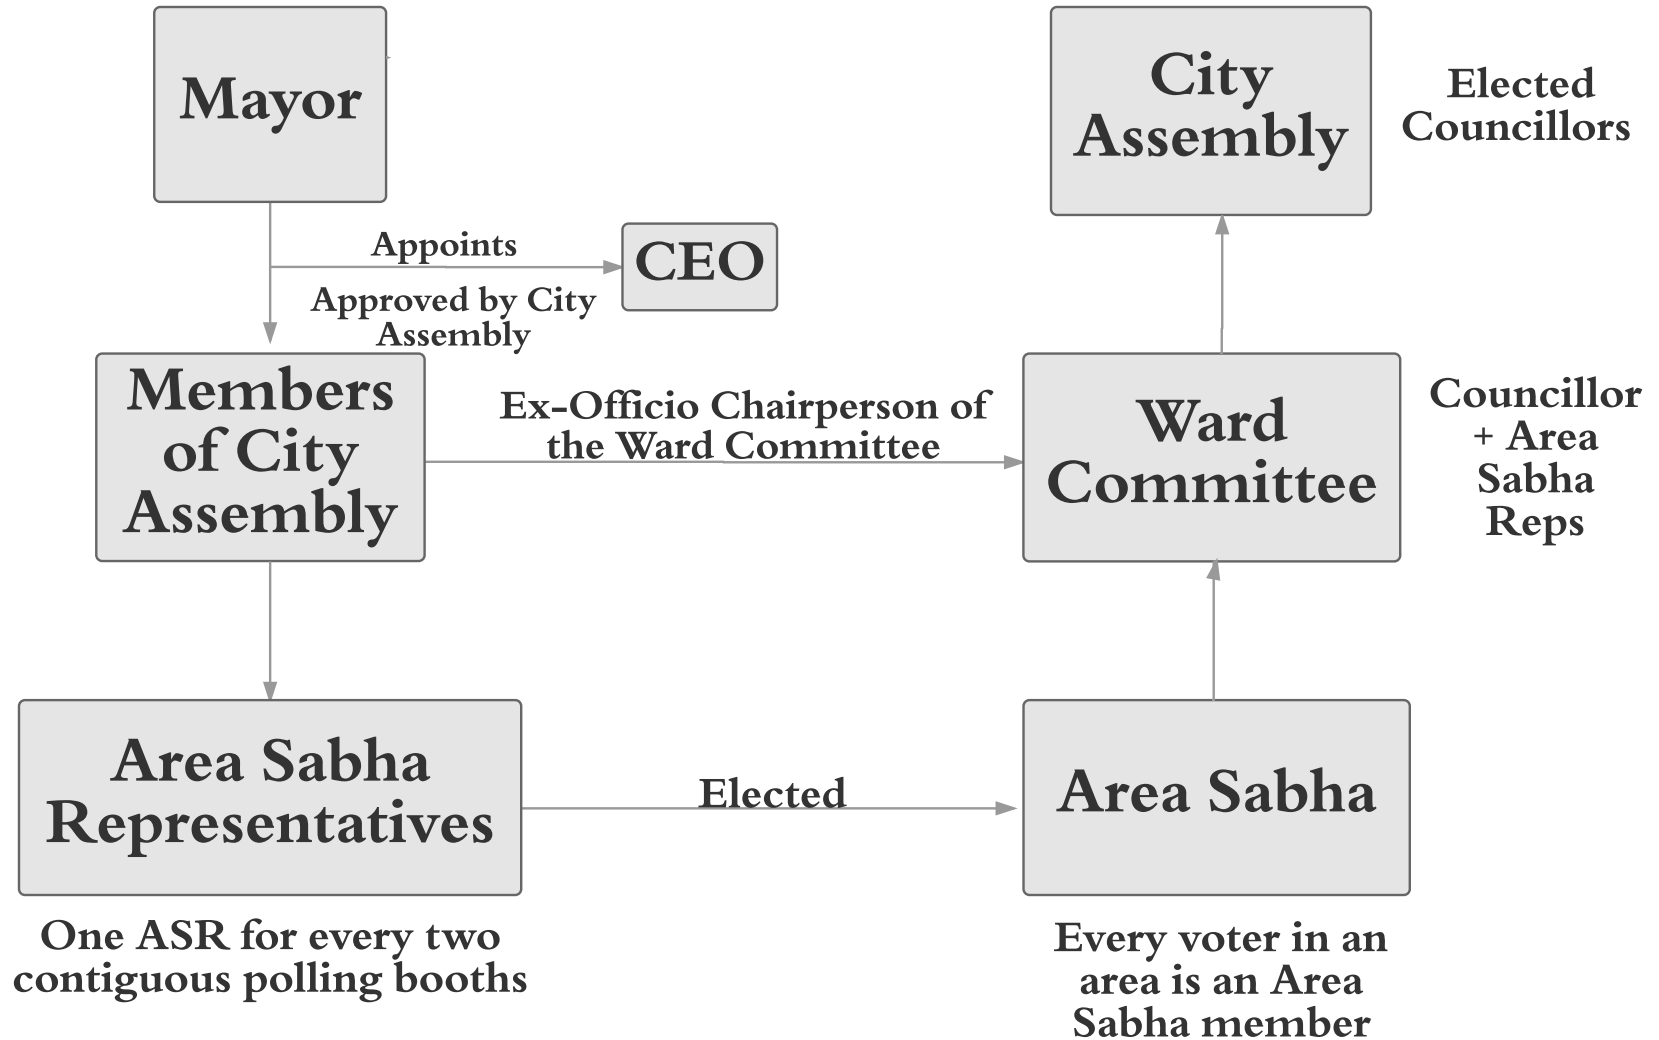 Mayor
City
Assembly
Elected
Councillors
Appoints
CEO
Approved by City
Assembly
Members
of City
Assembly
Ex-Officio Chairperson of
the Ward Committee
Ward
Committee
Councillor
+ Area
Sabha
Reps
Area Sabha
Representatives
Elected
Area Sabha
One ASR for every two
contiguous polling booths
Every voter in an
area is an Area
Sabha member